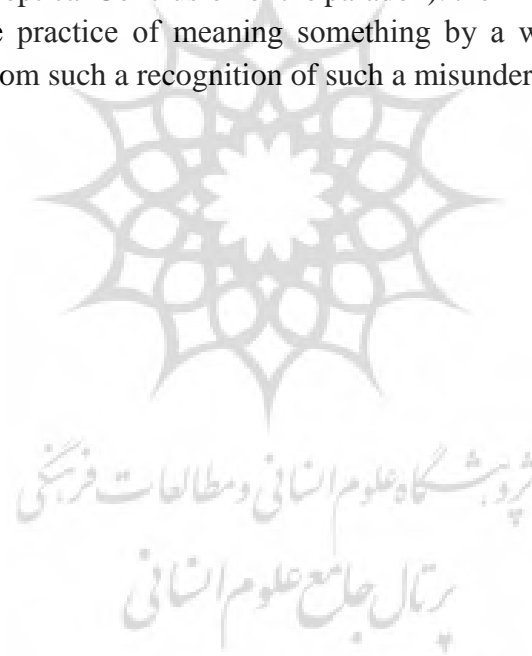 practice of meaning something by a w
om such a recognition of such a misunder
پژوهشگاه علوم انسانی و مطالعات فرهنگی
پرتال جامع علوم انسانی